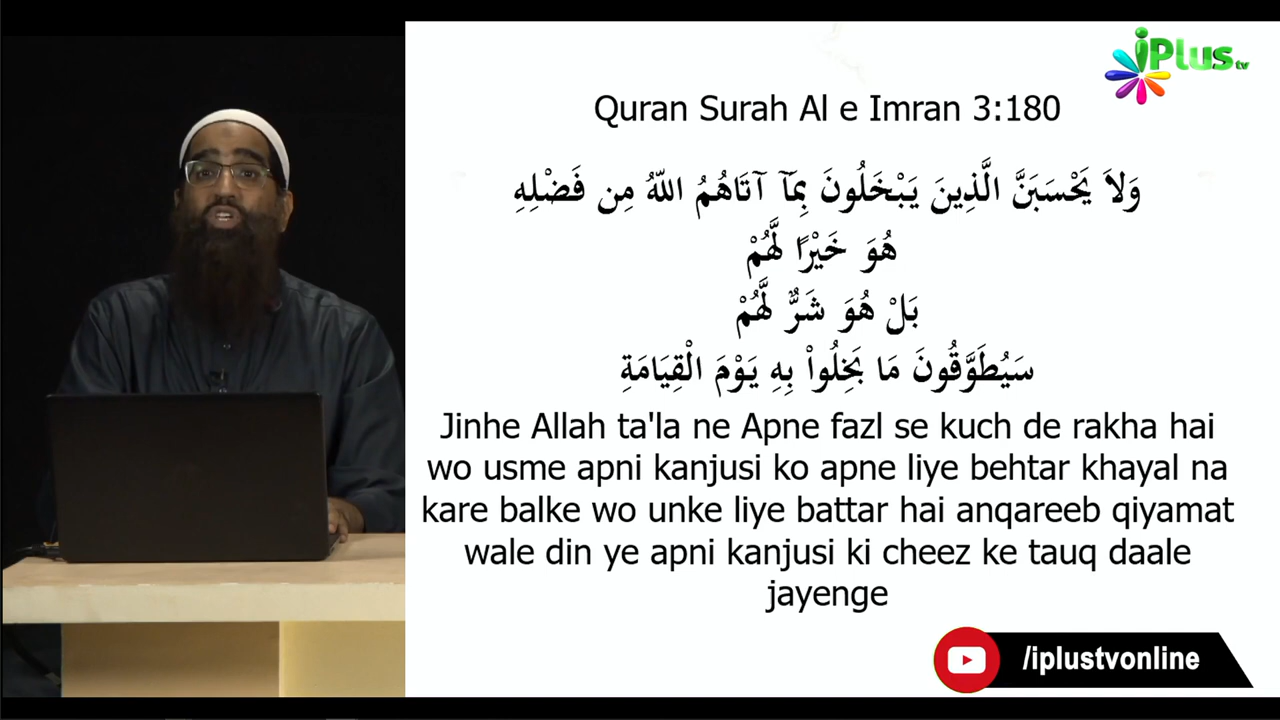 iPlus tv
Quran Surah Al e Imran 3:180
وَلاَ يَحْسَبَنَّ الَّذِينَ يَبْخَلُونَ بِمَآ آتَاهُمُ اللّهُ مِن فَضْلِهِ
هُوَ خَيْرًا لَّهُمْ
بَلْ هُوَ شَرٌّ لَّهُمْ
سَيُطَوَّقُونَ مَا بَخِلُواْ بِهِ يَوْمَ الْقِيَامَةِ
Jinhe Allah ta'la ne Apne fazl se kuch de rakha hai
wo usme apni kanjusi ko apne liye behtar khayal na
kare balke wo unke liye battar hai anqareeb qiyamat
wale din ye apni kanjusi ki cheez ke tauq daale
jayenge
/iplustvonline